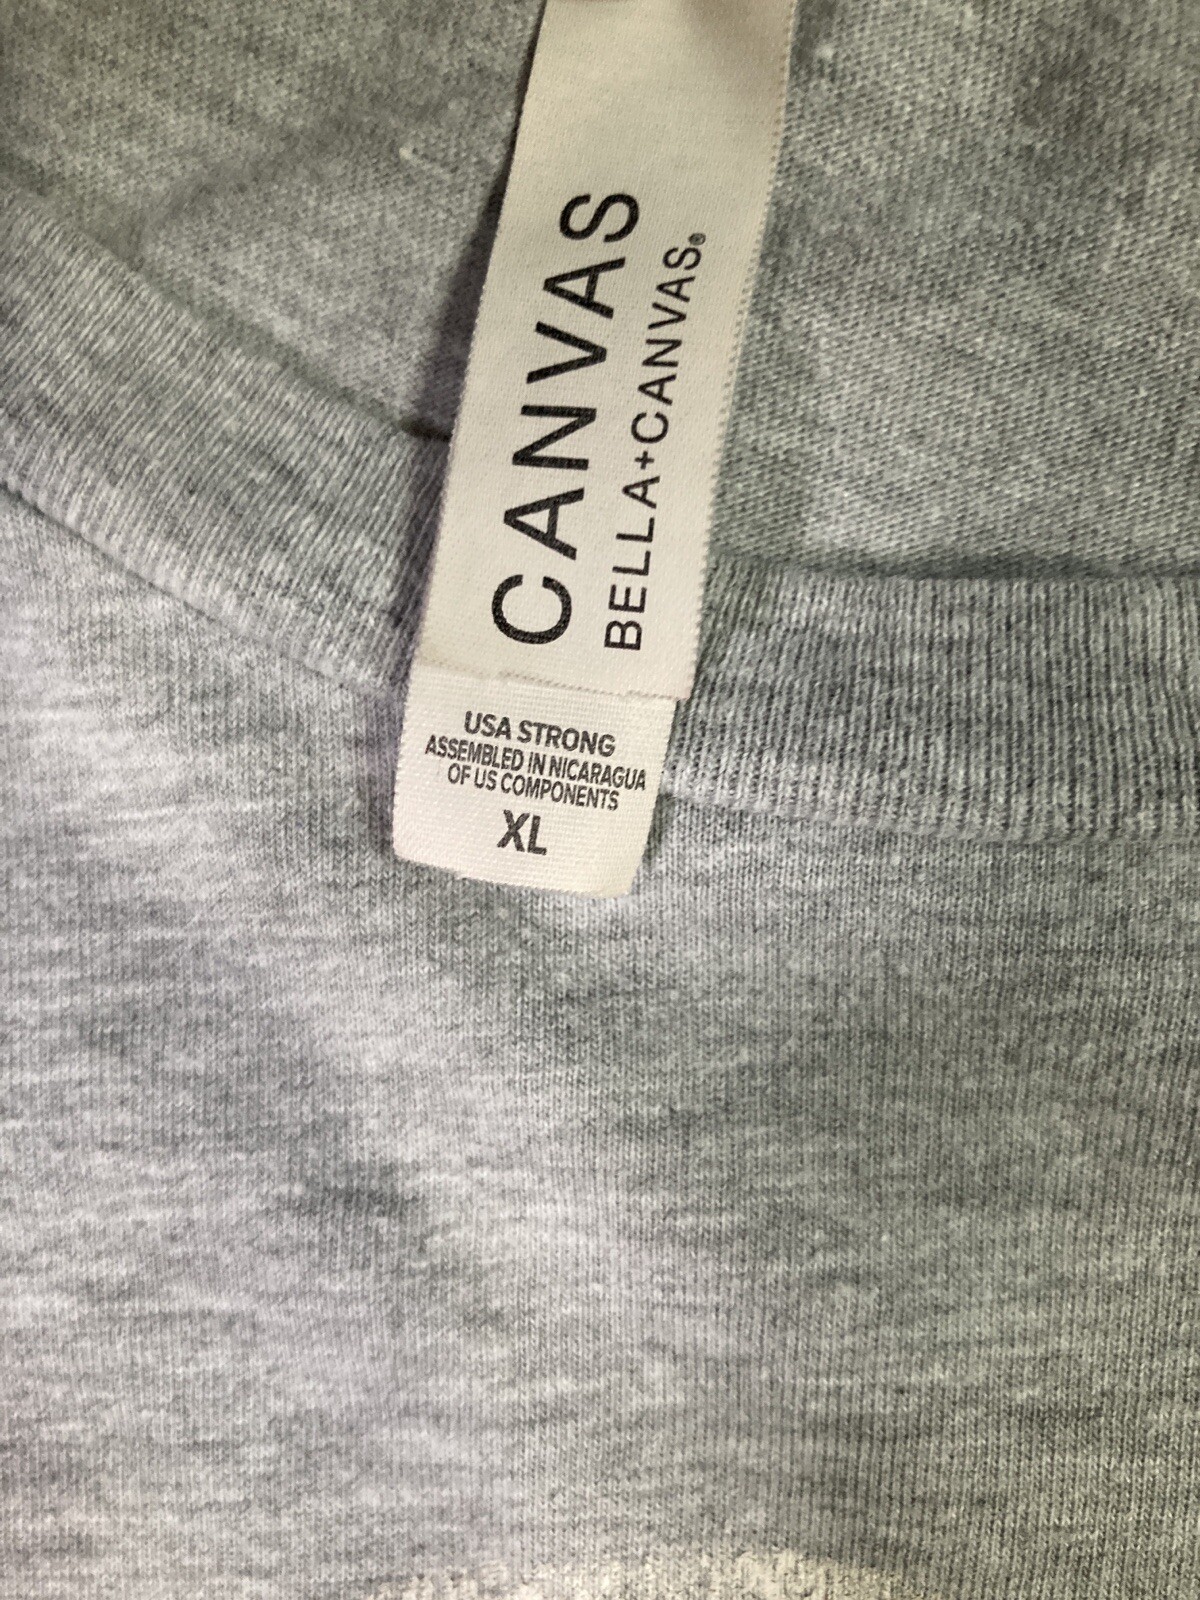 CANVAS
BELLA+CANVAS®
USA STRONG
ASSEMBLED IN NICARAGUA
OF US COMPONENTS
XL